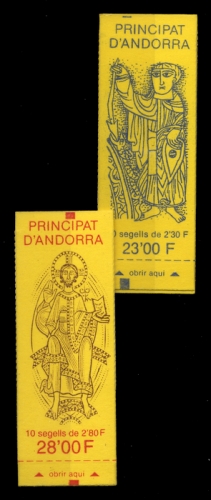 PRINCIPAT
D'ANDORRA
10 segells de 2'30 F
23'00 F
obrir aquí
PRINCIPAT
D'ANDORRA
10 segells de 2'80 F
28'00 F
obrir aquí